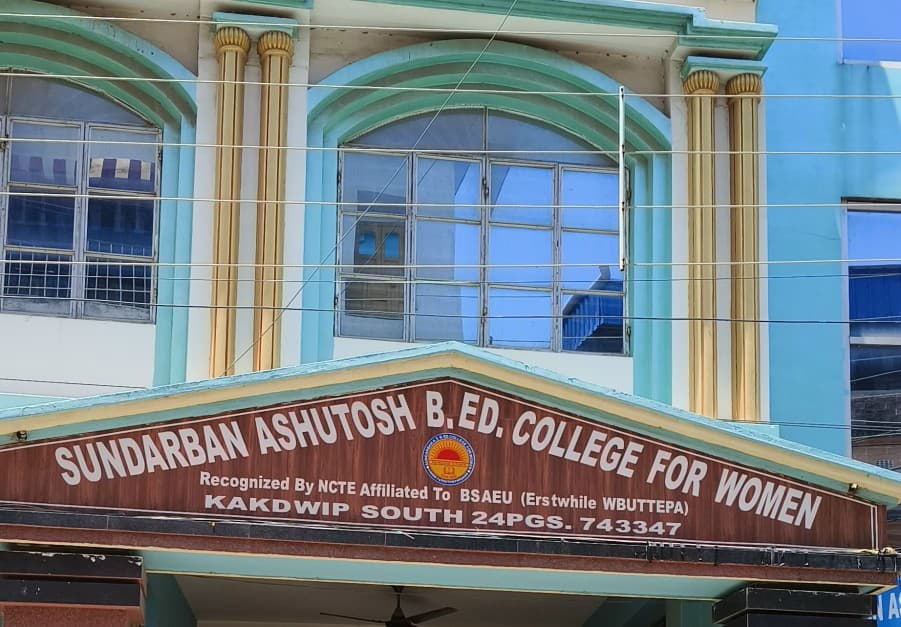 SUNDARBAN ASHUTOSH B.ED. COLLEGE FOR WOMEN
Recognized By NCTE Affiliated To BSAEU (Erstwhile WBUTTEPA)
KAKDWIP SOUTH 24PGS. 743347